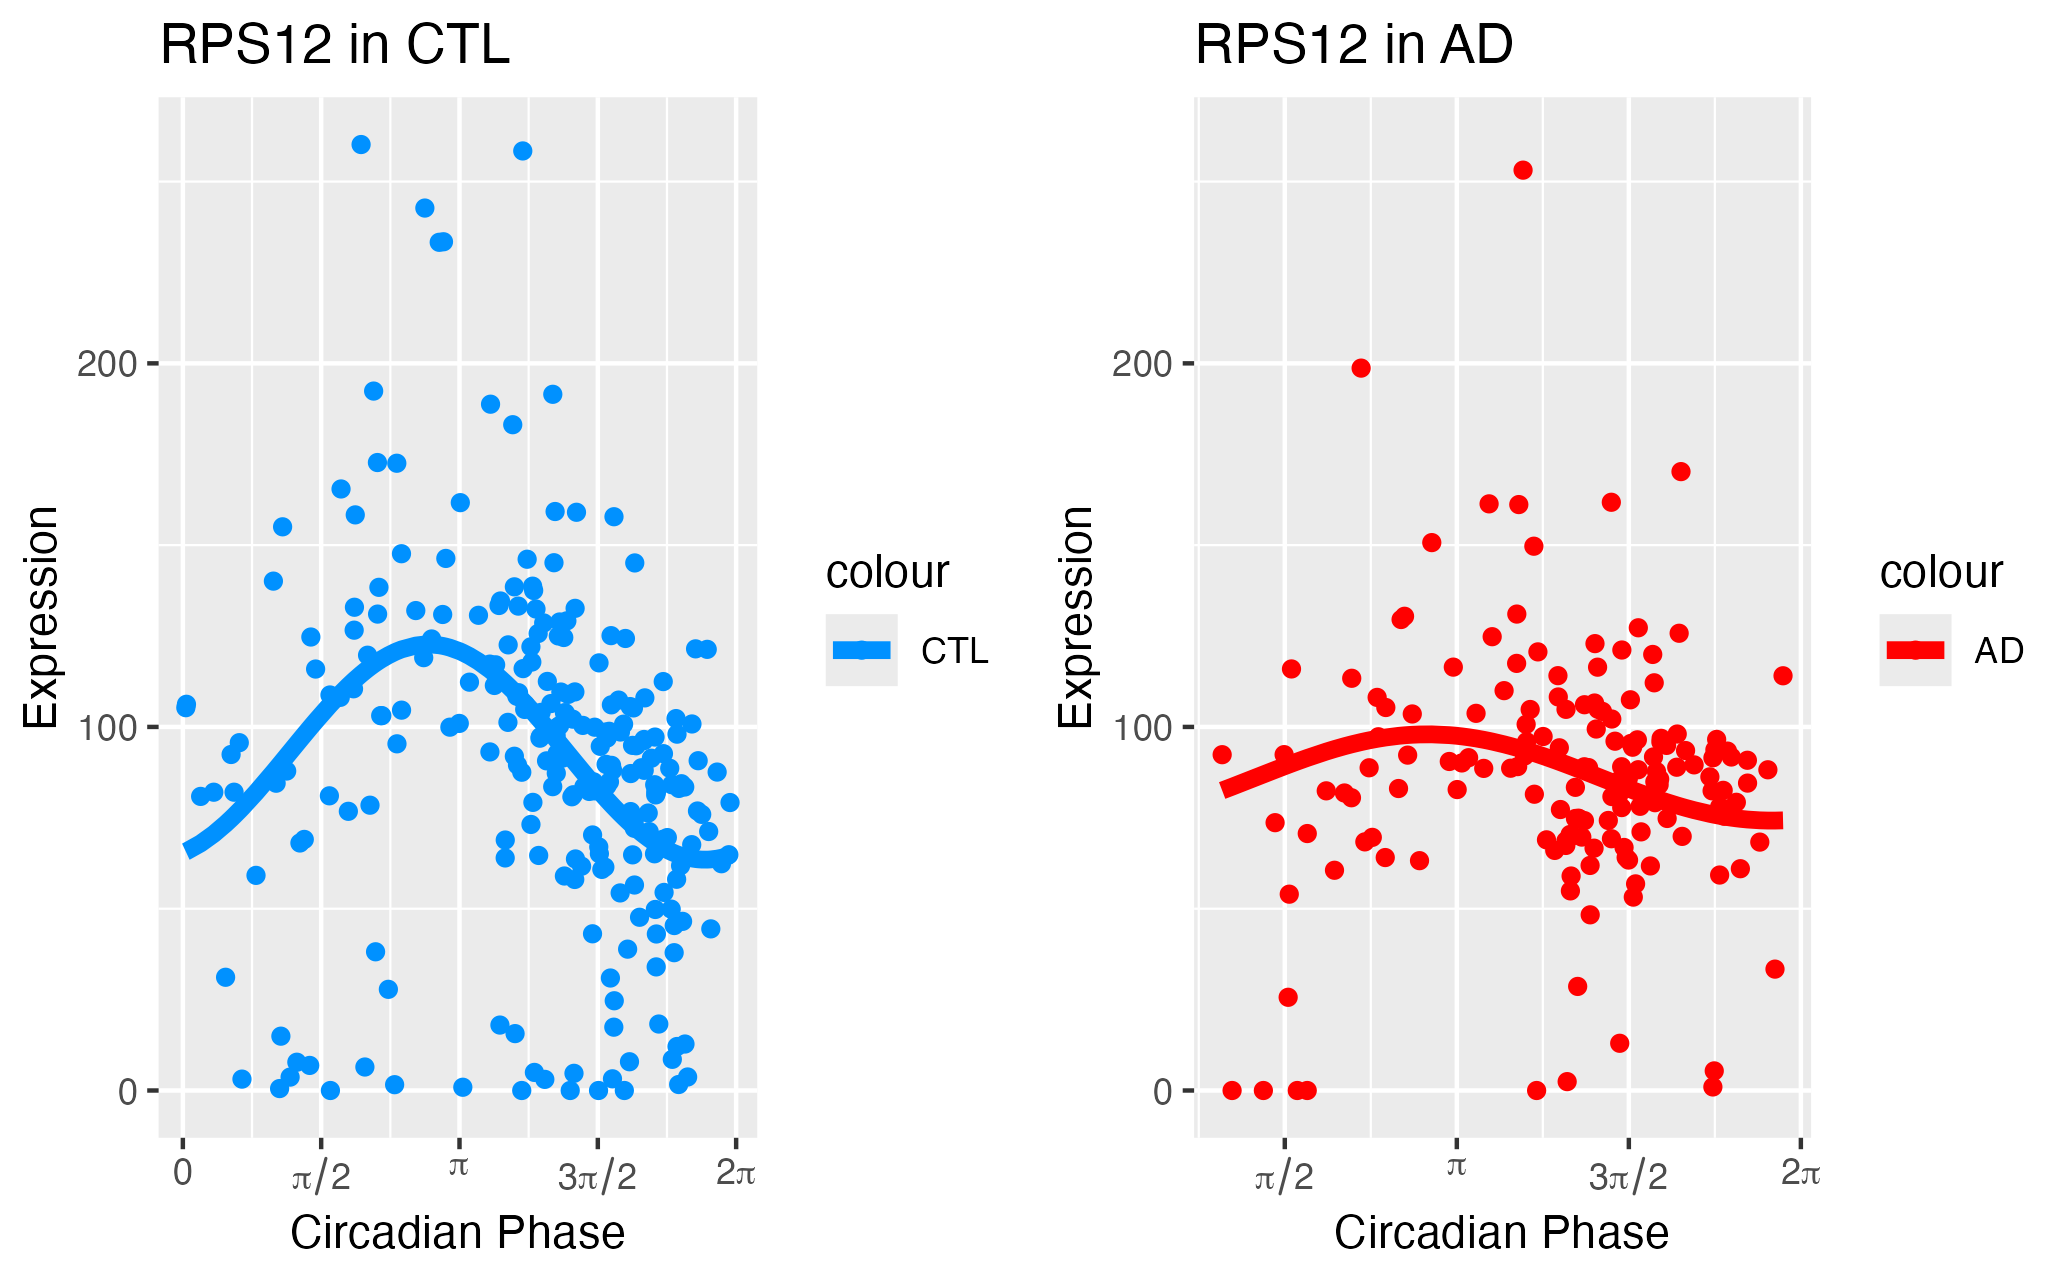 RPS12 in CTL
Expression
200
100
0
0 π/2 π 3π/2 2π
Circadian Phase
colour
CTL
RPS12 in AD
Expression
200
100
0
π/2 π 3π/2 2π
Circadian Phase
colour
AD